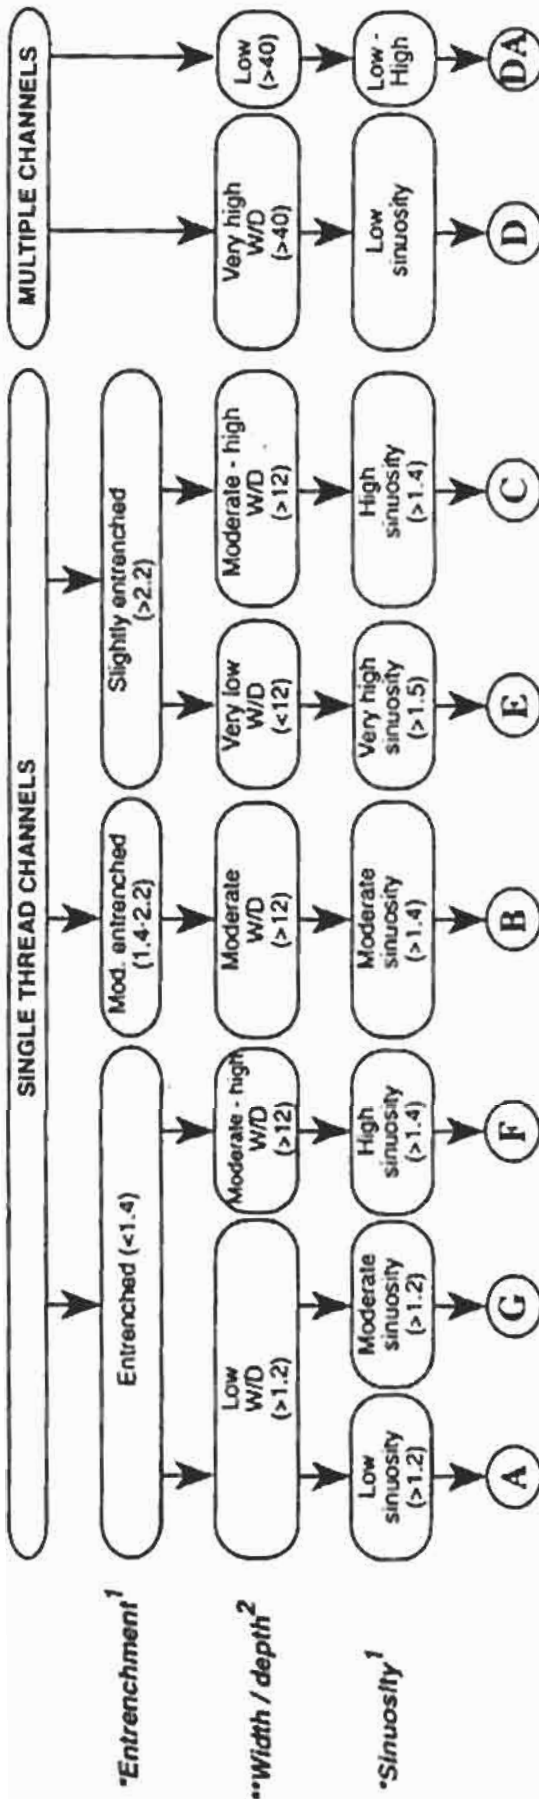 SINGLE THREAD CHANNELS
MULTIPLE CHANNELS
*Entrenchment1
Entrenched (<1.4)
Mod. entrenched
(1.4-2.2)
Slightly entrenched
(>2.2)
**Width / depth2
Low
W/D
(>1.2)
Moderate - high
W/D
(>12)
Moderate
W/D
(>12)
Very low
W/D
(<12)
Moderate - high
W/D
(>12)
Very high
W/D
(>40)
Low
(>40)
*Sinuosity1
Low
sinuosity
(>1.2)
Moderate
sinuosity
(>1.2)
High
sinuosity
(>1.4)
Moderate
sinuosity
(>1.4)
Very high
sinuosity
(>1.5)
High
sinuosity
(>1.4)
Low
sinuosity
Low -
High
A
G
F
B
E
C
D
DA